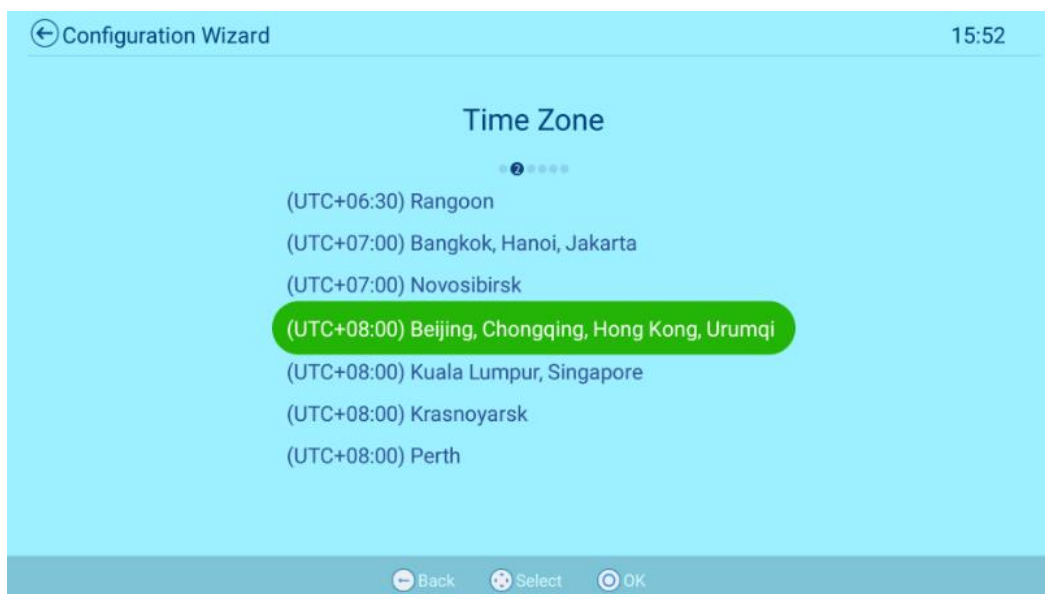 Configuration Wizard 15:52
Time Zone
2
(UTC+06:30) Rangoon
(UTC+07:00) Bangkok, Hanoi, Jakarta
(UTC+07:00) Novosibirsk
(UTC+08:00) Beijing, Chongqing, Hong Kong, Urumqi
(UTC+08:00) Kuala Lumpur, Singapore
(UTC+08:00) Krasnoyarsk
(UTC+08:00) Perth
Back Select OK